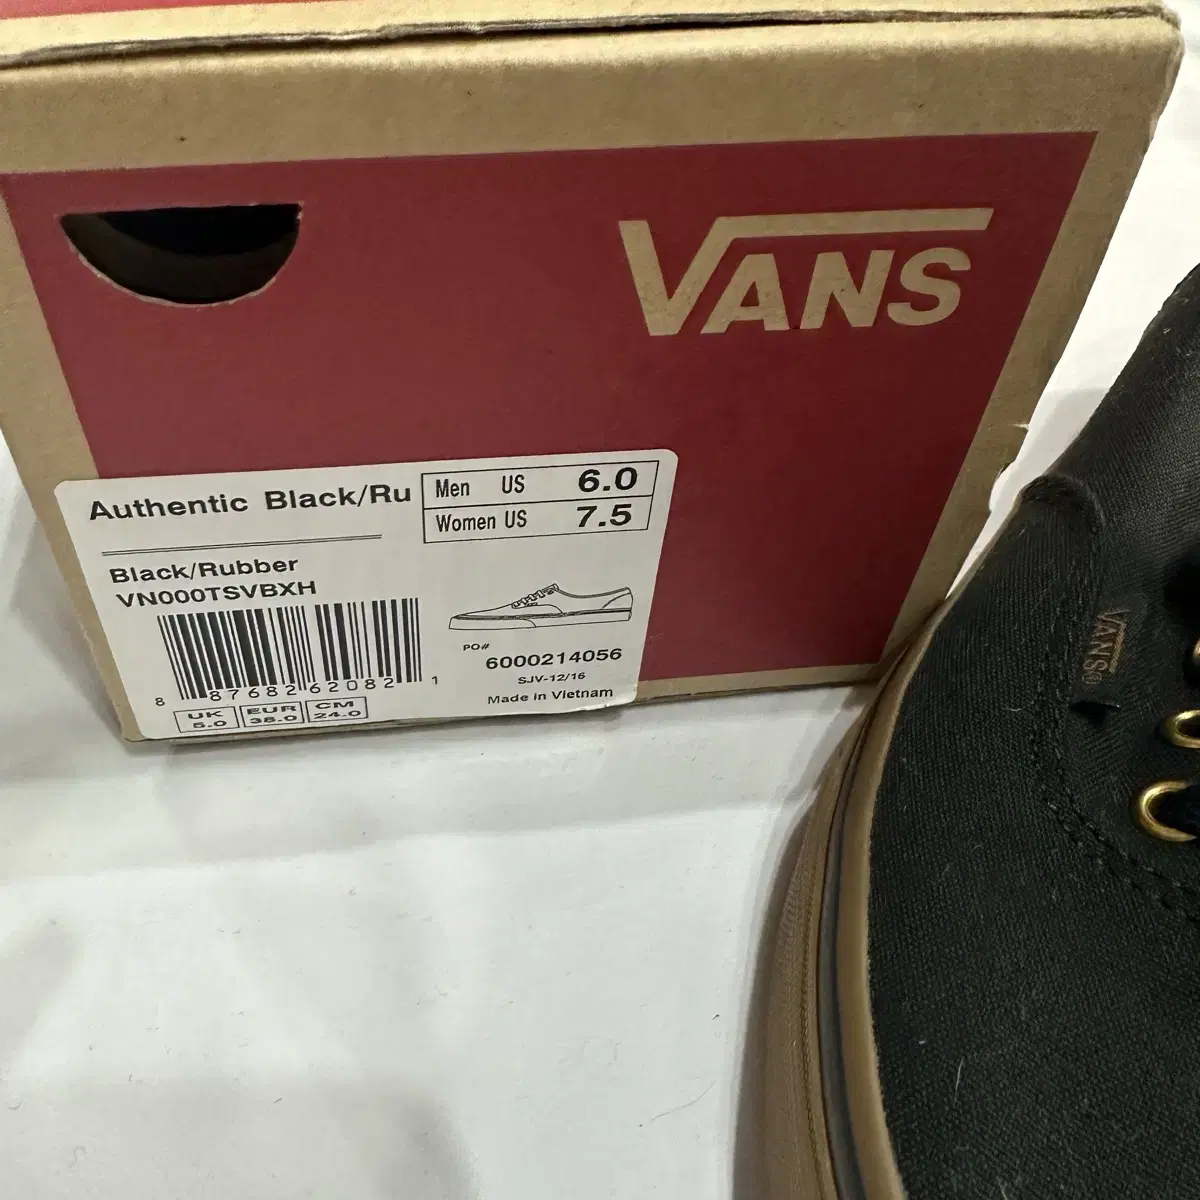 VANS
Authentic Black/Ru
Men US 6.0
Women US 7.5
Black/Rubber
VN000TSVBXH
PO#
6000214056
SJV-12/16
Made in Vietnam
8 87682 62082 1
UK 5.0
EUR 38.0
CM 24.0
VANS